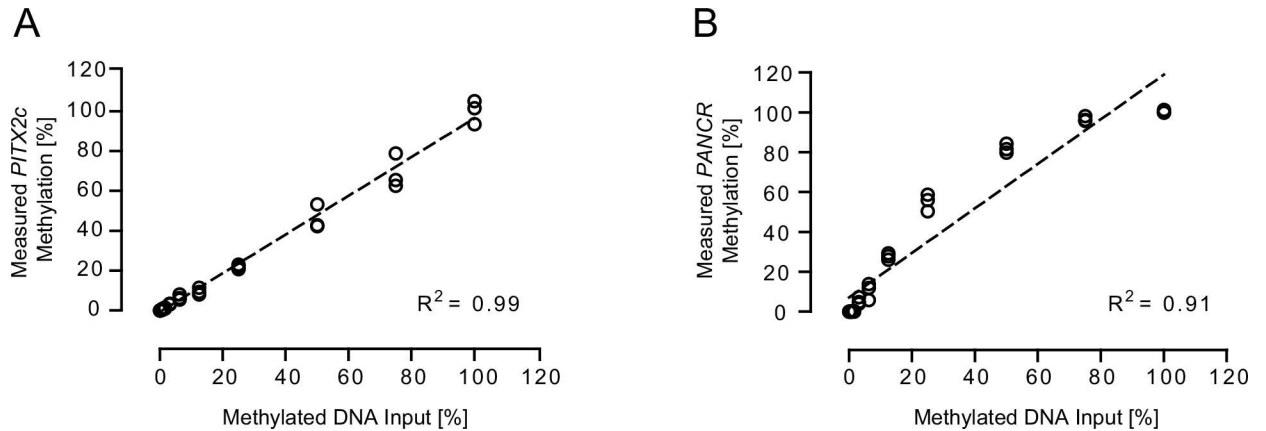 A
Measured PITX2c
Methylation [%]
120
100
80
60
40
20
0
R² = 0.99
0 20 40 60 80 100 120
Methylated DNA Input [%]
B
Measured PANCR
Methylation [%]
120
100
80
60
40
20
0
R² = 0.91
0 20 40 60 80 100 120
Methylated DNA Input [%]